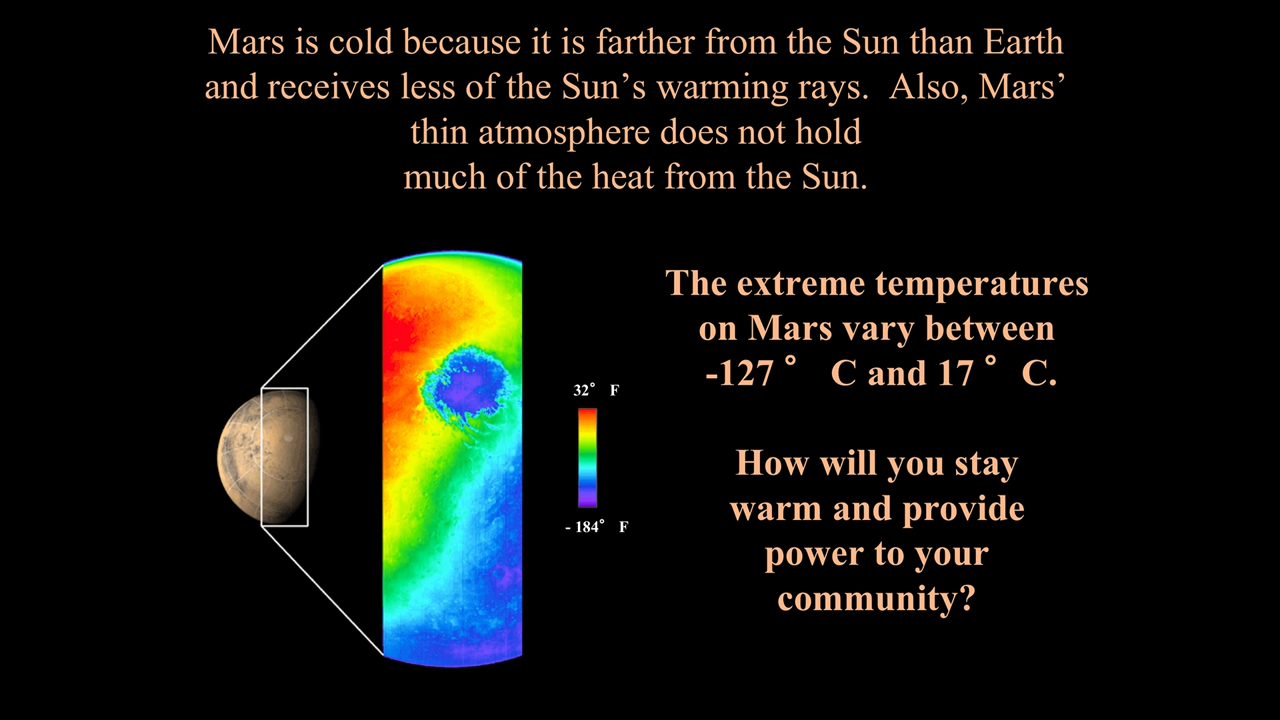 Mars is cold because it is farther from the Sun than Earth
and receives less of the Sun’s warming rays.  Also, Mars’
thin atmosphere does not hold
much of the heat from the Sun.
The extreme temperatures
on Mars vary between
-127 ° C and 17 ° C.
32° F
- 184° F
How will you stay
warm and provide
power to your
community?